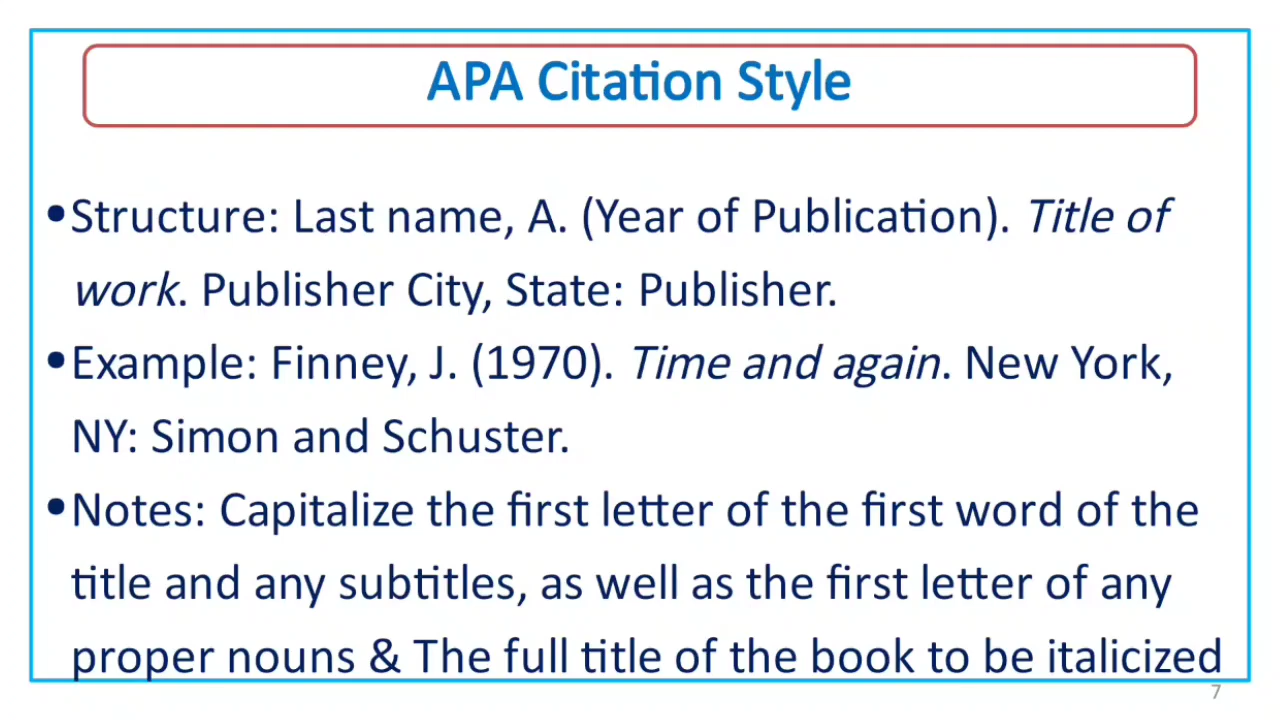 APA Citation Style
•Structure: Last name, A. (Year of Publication). Title of
work. Publisher City, State: Publisher.
•Example: Finney, J. (1970). Time and again. New York,
NY: Simon and Schuster.
•Notes: Capitalize the first letter of the first word of the
title and any subtitles, as well as the first letter of any
proper nouns & The full title of the book to be italicized
7